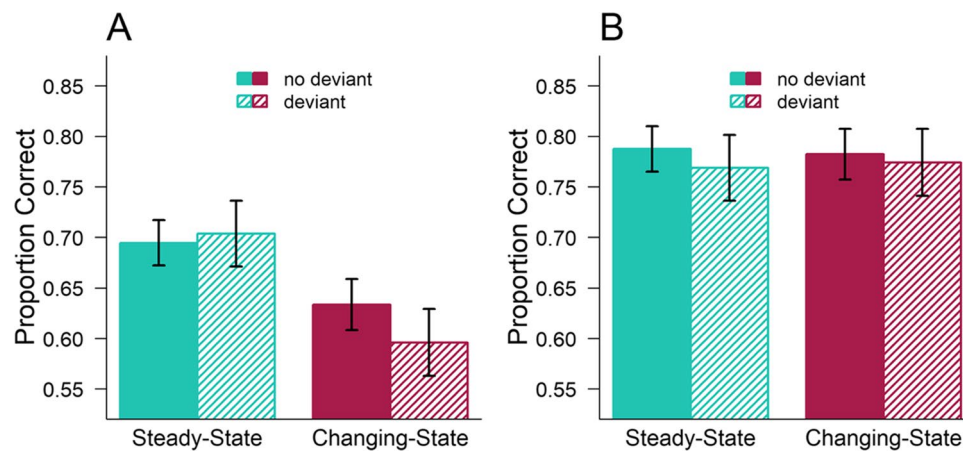 A
Proportion Correct
0.85
0.80
0.75
0.70
0.65
0.60
0.55
no deviant
deviant
Steady-State
Changing-State
B
Proportion Correct
0.85
0.80
0.75
0.70
0.65
0.60
0.55
no deviant
deviant
Steady-State
Changing-State